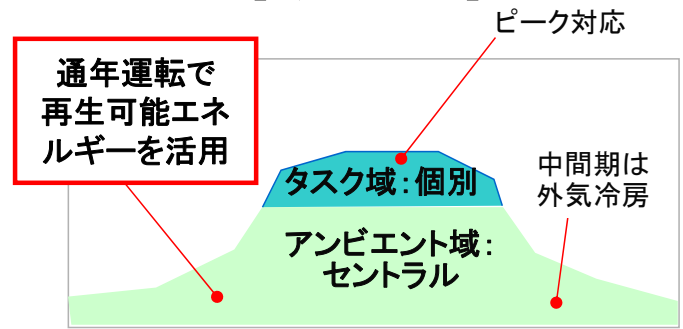 ピーク対応
通年運転で
再生可能エネ
ルギーを活用
タスク域：個別
中間期は
外気冷房
アンビエント域：
セントラル